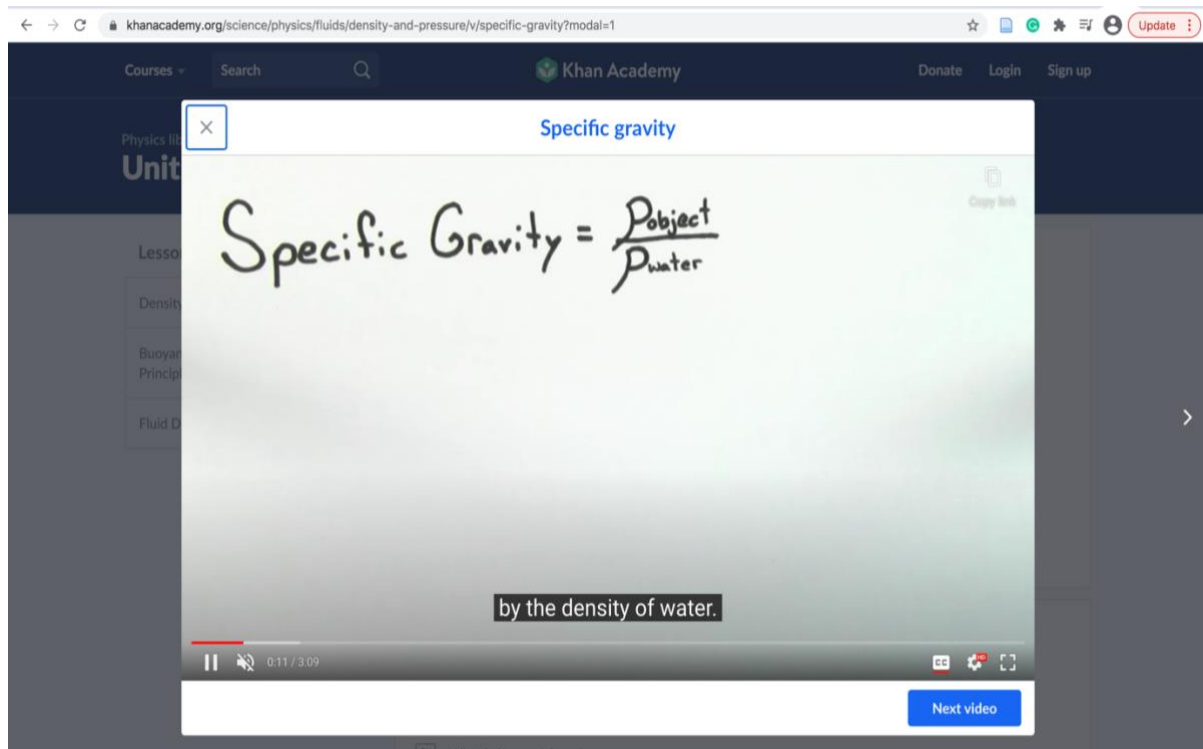 khanacademy.org/science/physics/fluids/density-and-pressure/v/specific-gravity?modal=1
Update
Courses
Search
Khan Academy
Donate
Login
Sign up
Physics lib
Unit
Specific gravity
Copy link
Specific Gravity = ρobject
ρwater
Lesso
Density
Buoyan
Princip
Fluid D
by the density of water.
0:11 / 3:09
CC
HD
Next video